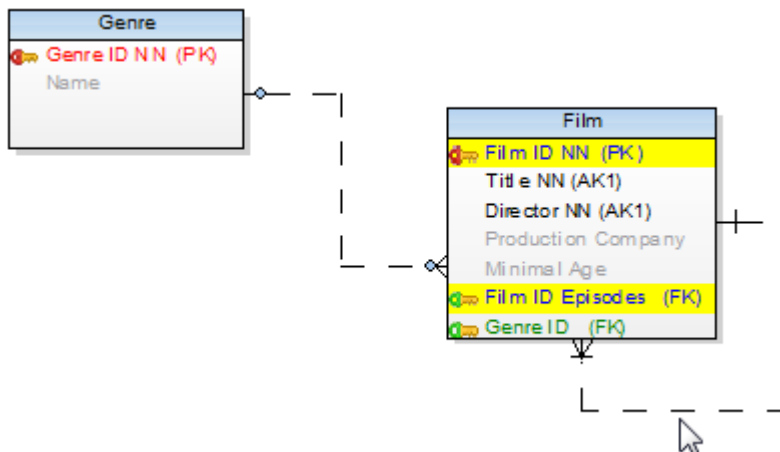 Genre
Genre ID NN (PK)
Name
Film
Film ID NN (PK)
Title NN (AK1)
Director NN (AK1)
Production Company
Minimal Age
Film ID Episodes (FK)
Genre ID (FK)